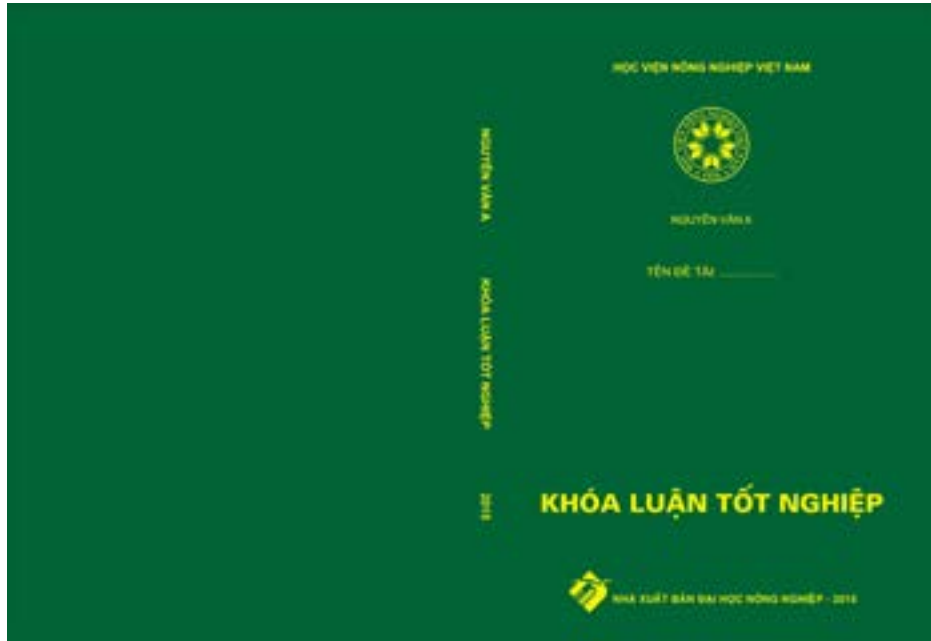 NGUYỄN VĂN A
KHÓA LUẬN TỐT NGHIỆP
HỌC VIỆN NÔNG NGHIỆP VIỆT NAM
NGUYỄN VĂN A
TÊN ĐỀ TÀI ..............
KHÓA LUẬN TỐT NGHIỆP
NHÀ XUẤT BẢN ĐẠI HỌC NÔNG NGHIỆP -